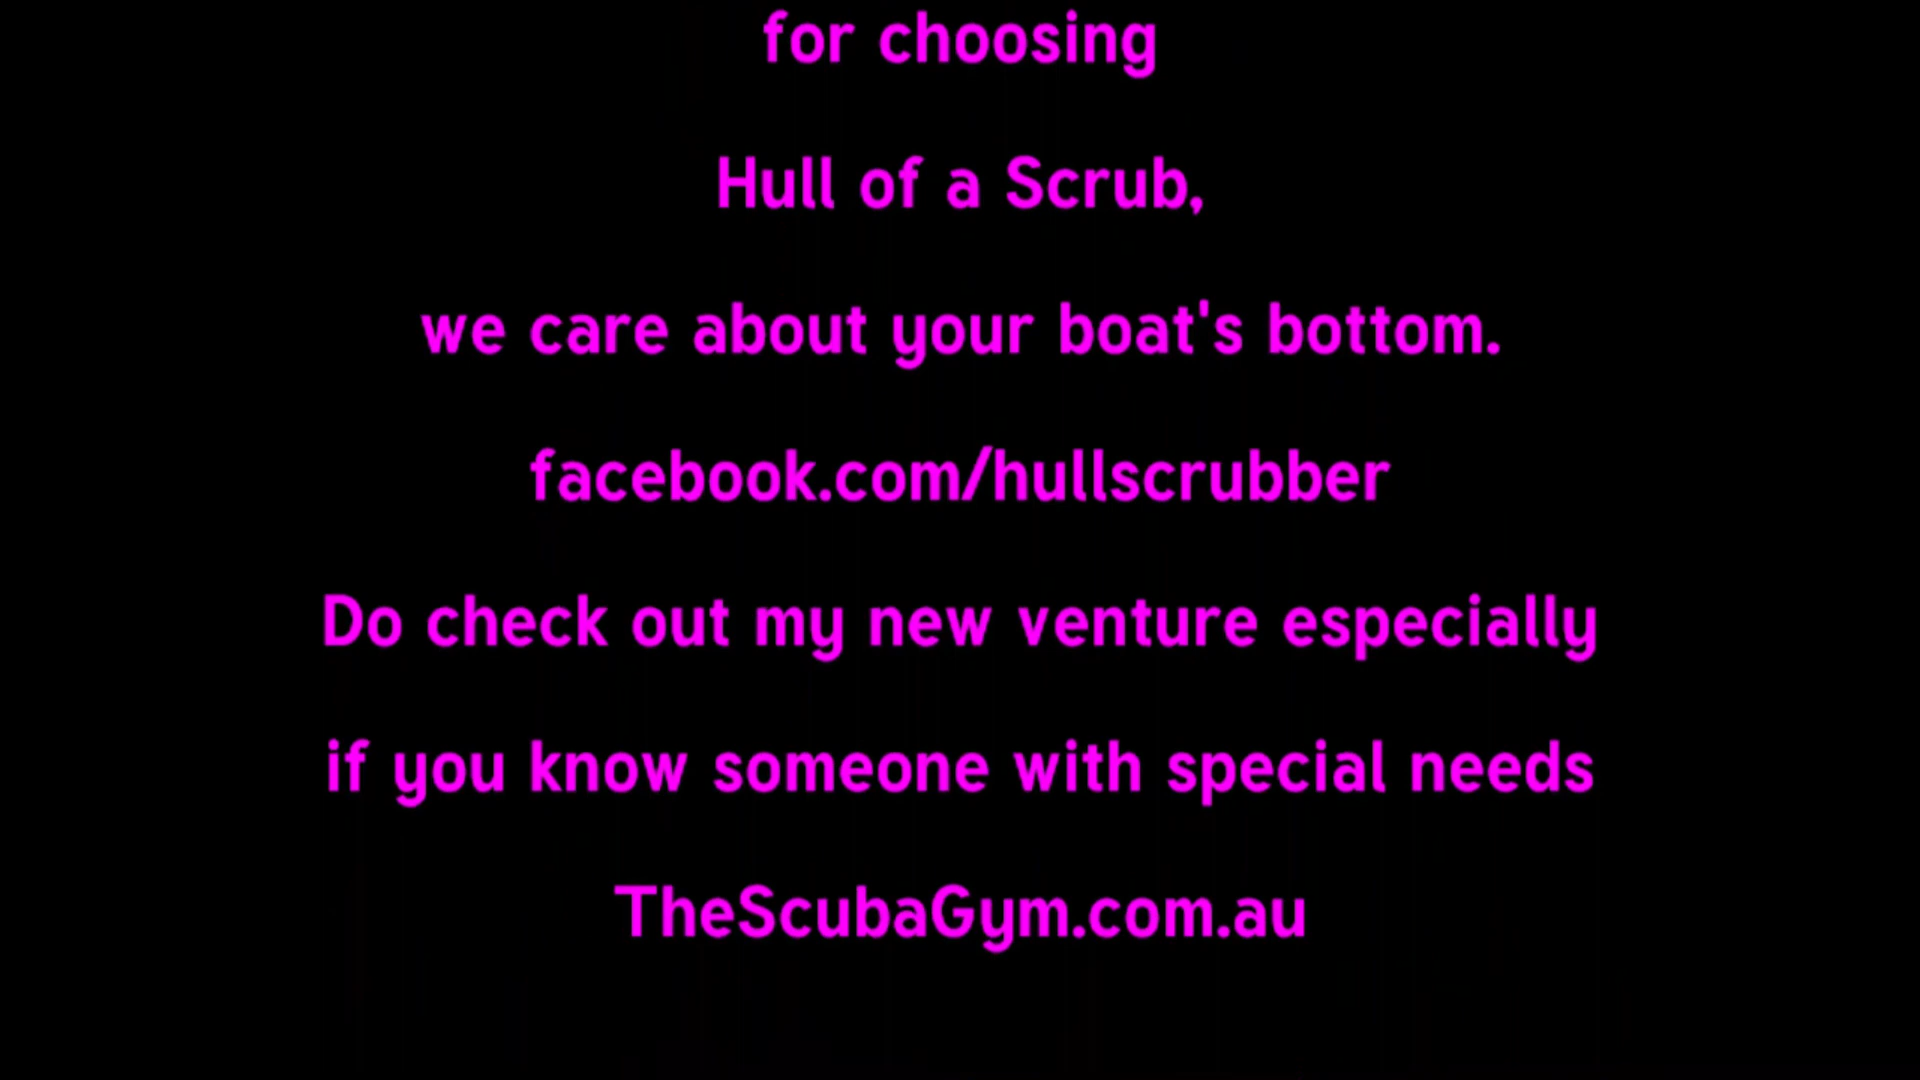 for choosing
Hull of a Scrub,
we care about your boat's bottom.
facebook.com/hullscrubber
Do check out my new venture especially
if you know someone with special needs
TheScubaGym.com.au